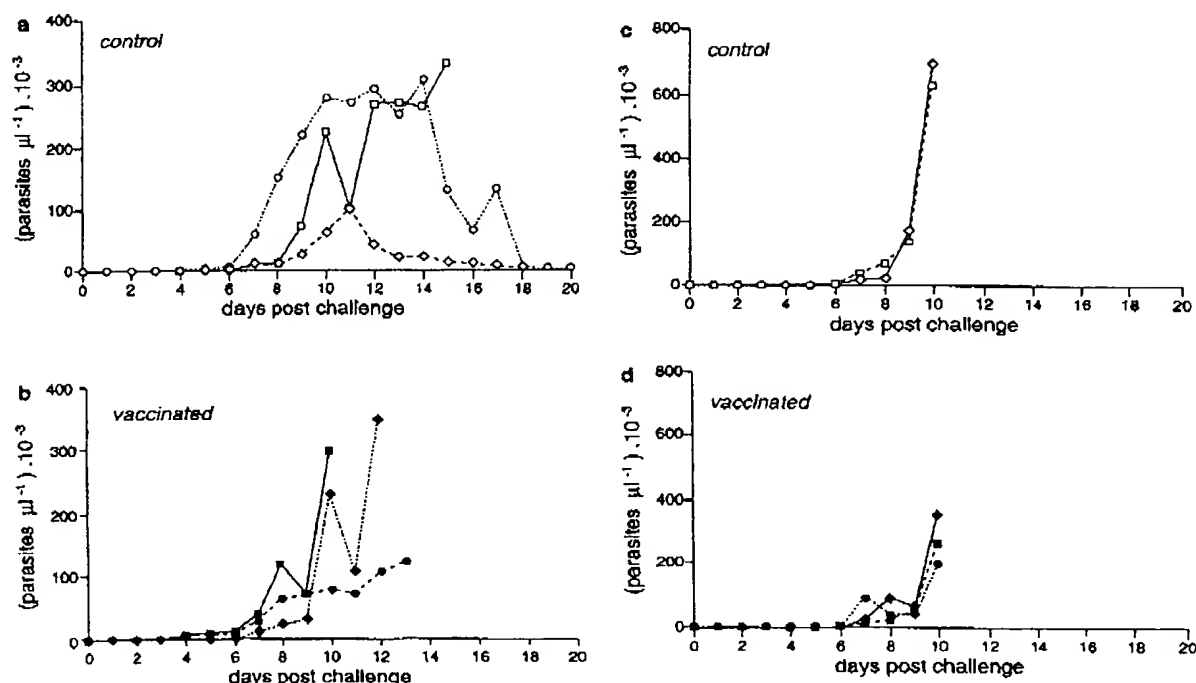 a
control
(parasites µl⁻¹).10⁻³
400
300
200
100
0
0 2 4 6 8 10 12 14 16 18 20
days post challenge
c
control
(parasites µl⁻¹).10⁻³
800
600
400
200
0
0 2 4 6 8 10 12 14 16 18 20
days post challenge
b
vaccinated
(parasites µl⁻¹).10⁻³
400
300
200
100
0
0 2 4 6 8 10 12 14 16 18 20
days post challenge
d
vaccinated
(parasites µl⁻¹).10⁻³
800
600
400
200
0
0 2 4 6 8 10 12 14 16 18 20
days post challenge